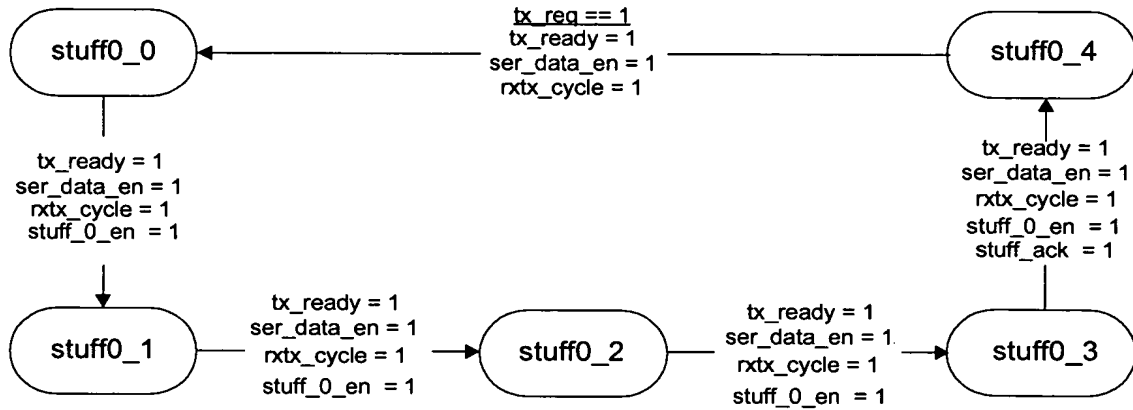 stuff0_0
tx_req == 1
tx_ready = 1
ser_data_en = 1
rxtx_cycle = 1
stuff0_4
tx_ready = 1
ser_data_en = 1
rxtx_cycle = 1
stuff_0_en = 1
tx_ready = 1
ser_data_en = 1
rxtx_cycle = 1
stuff_0_en = 1
stuff_ack = 1
stuff0_1
tx_ready = 1
ser_data_en = 1
rxtx_cycle = 1
stuff_0_en = 1
stuff0_2
tx_ready = 1
ser_data_en = 1.
rxtx_cycle = 1
stuff_0_en = 1
stuff0_3